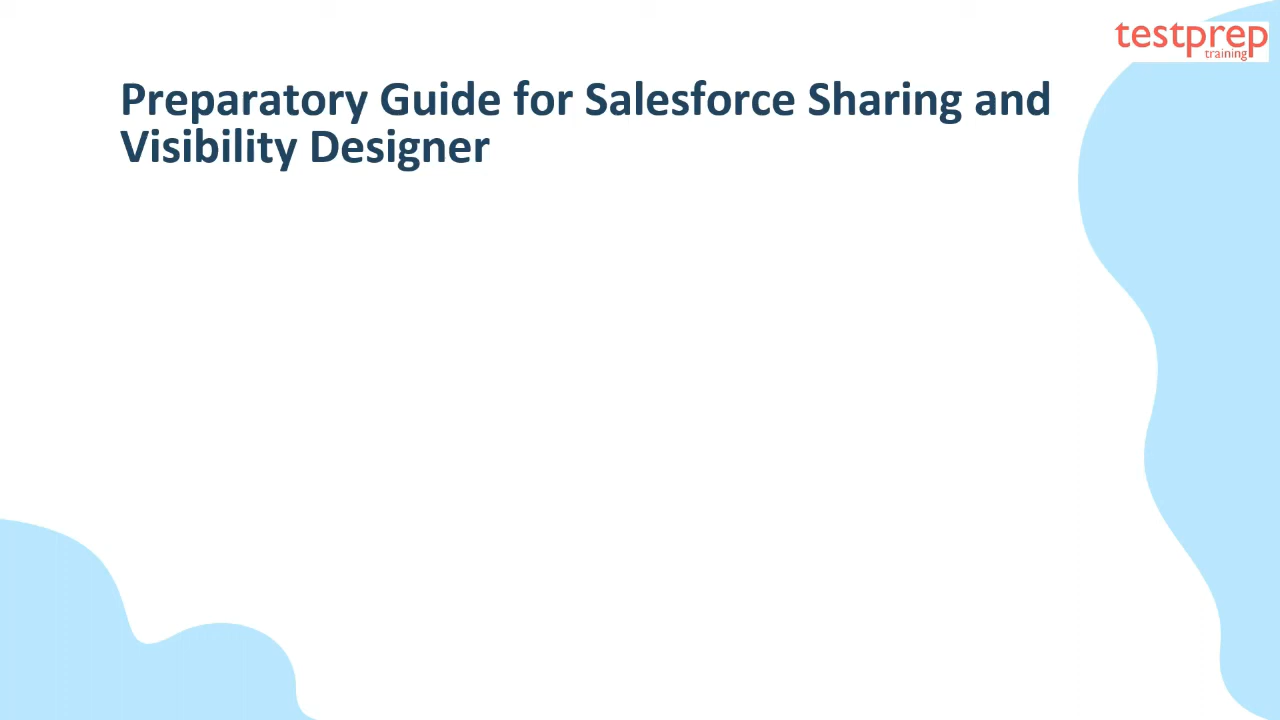 testprep
training
Preparatory Guide for Salesforce Sharing and
Visibility Designer